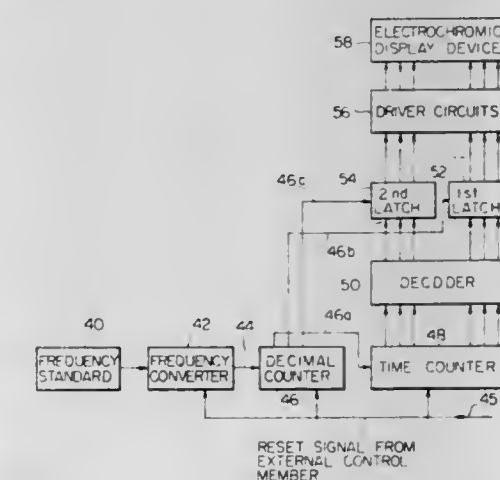 58
ELECTROCHROMIC
DISPLAY DEVICE
56
DRIVER CIRCUITS
46c
54
52
2nd
LATCH
1st
LATCH
46b
50
DECODER
46a
48
40
42
44
FREQUENCY
STANDARD
FREQUENCY
CONVERTER
DECIMAL
COUNTER
TIME COUNTER
46
45
RESET SIGNAL FROM
EXTERNAL CONTROL
MEMBER